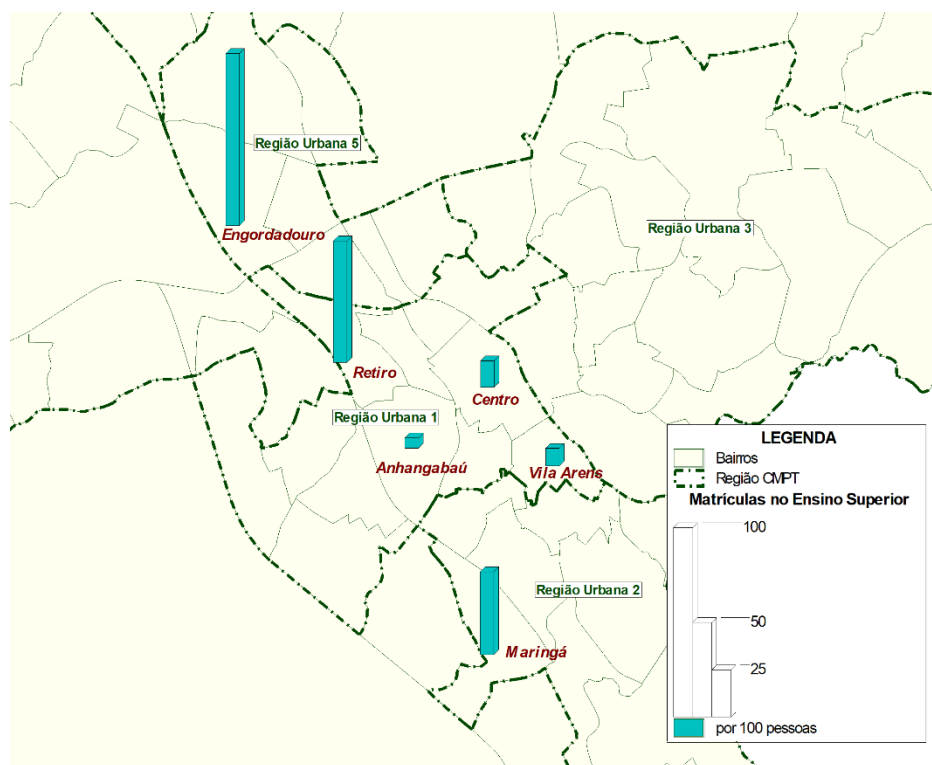 Região Urbana 5
Engordadouro
Região Urbana 3
Retiro
Centro
Região Urbana 1
Anhangabaú
Vila Arens
Região Urbana 2
Maringá
LEGENDA
Bairros
Região CMPT
Matrículas no Ensino Superior
100
50
25
por 100 pessoas